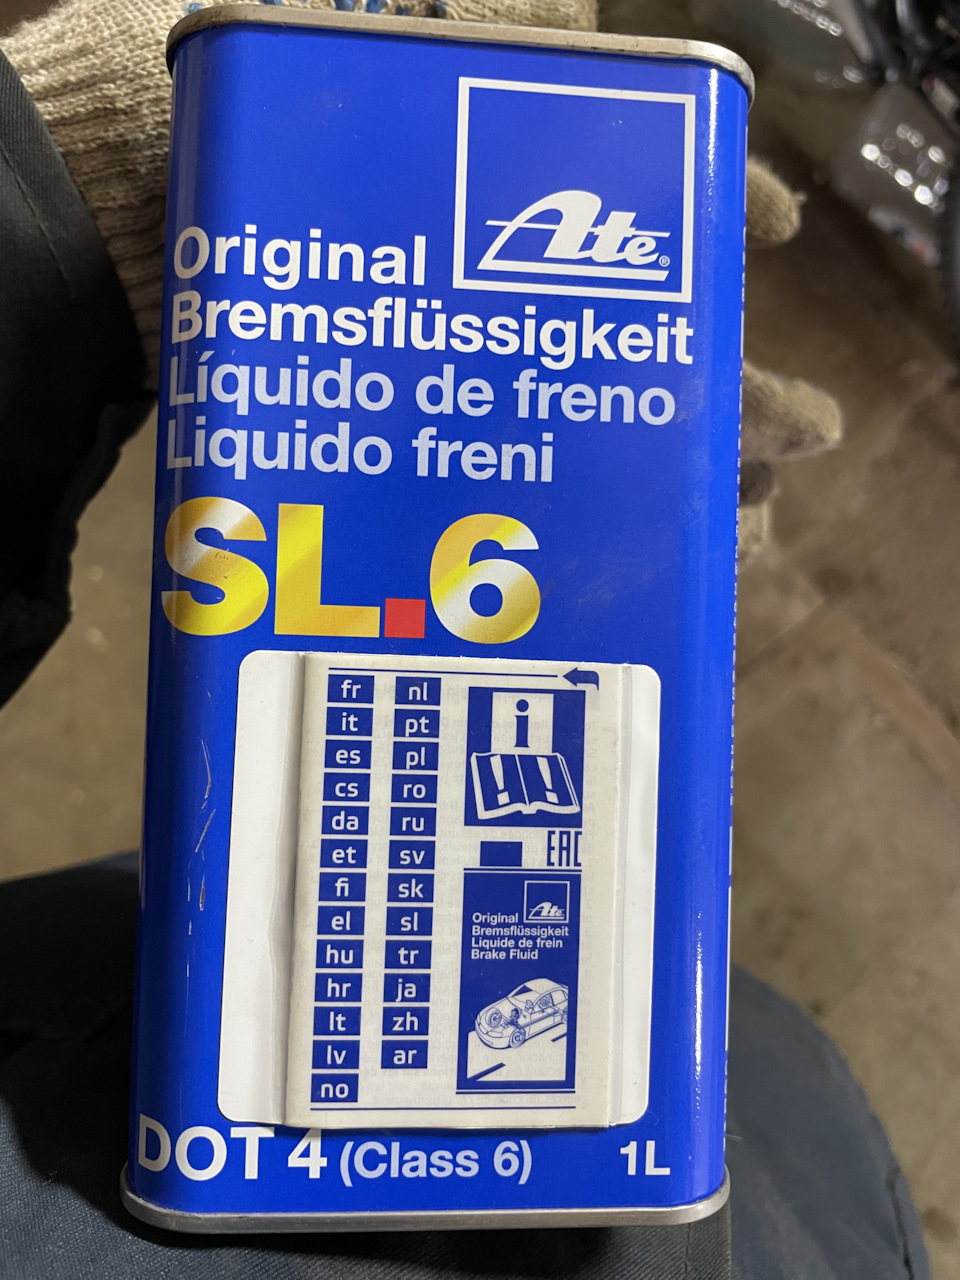 Ate®
Original
Bremsflüssigkeit
Líquido de freno
Liquido freni
SL.6
fr nl
it pt
es pl
cs ro
da ru
et sv
fi sk
el sl
hu tr
hr ja
lt zh
lv ar
no
i
!!
EAC
Ate
Original
Bremsflüssigkeit
Liquide de frein
Brake Fluid
DOT 4 (Class 6) 1L